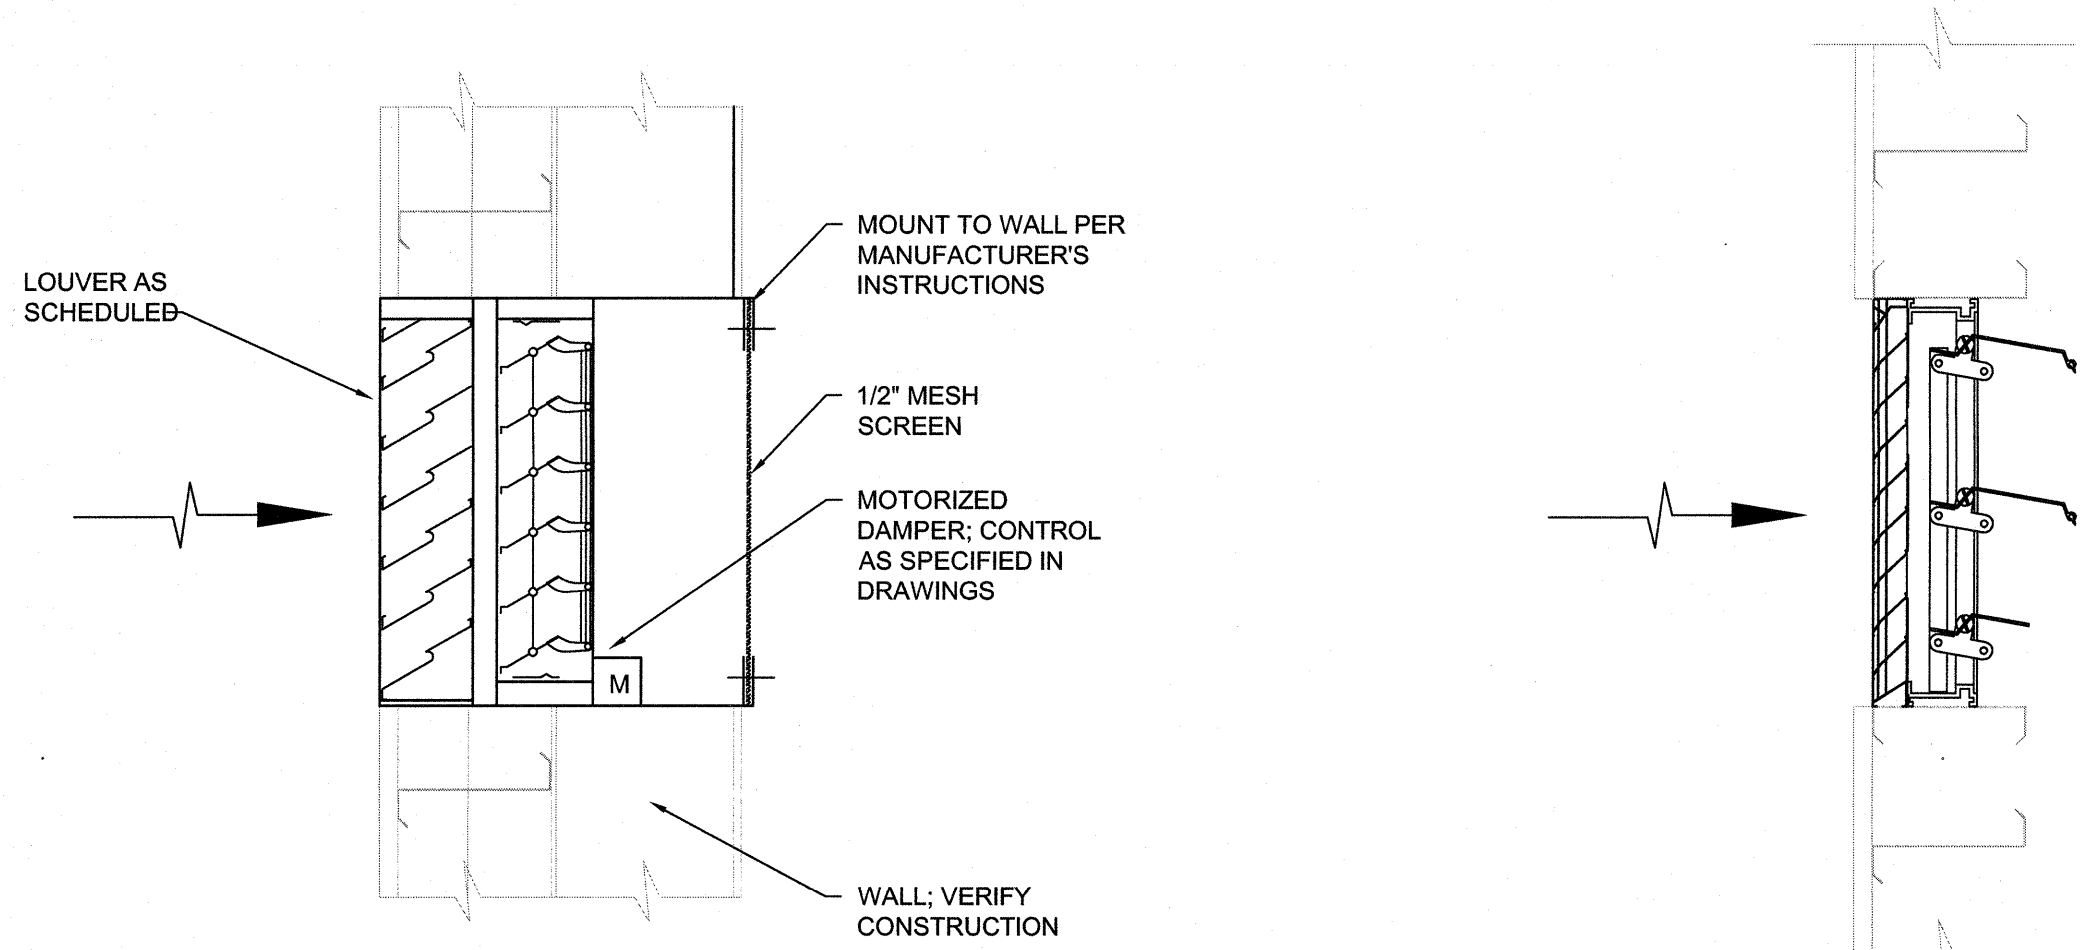 LOUVER AS
SCHEDULED
MOUNT TO WALL PER
MANUFACTURER'S
INSTRUCTIONS
1/2" MESH
SCREEN
MOTORIZED
DAMPER; CONTROL
AS SPECIFIED IN
DRAWINGS
M
WALL; VERIFY
CONSTRUCTION